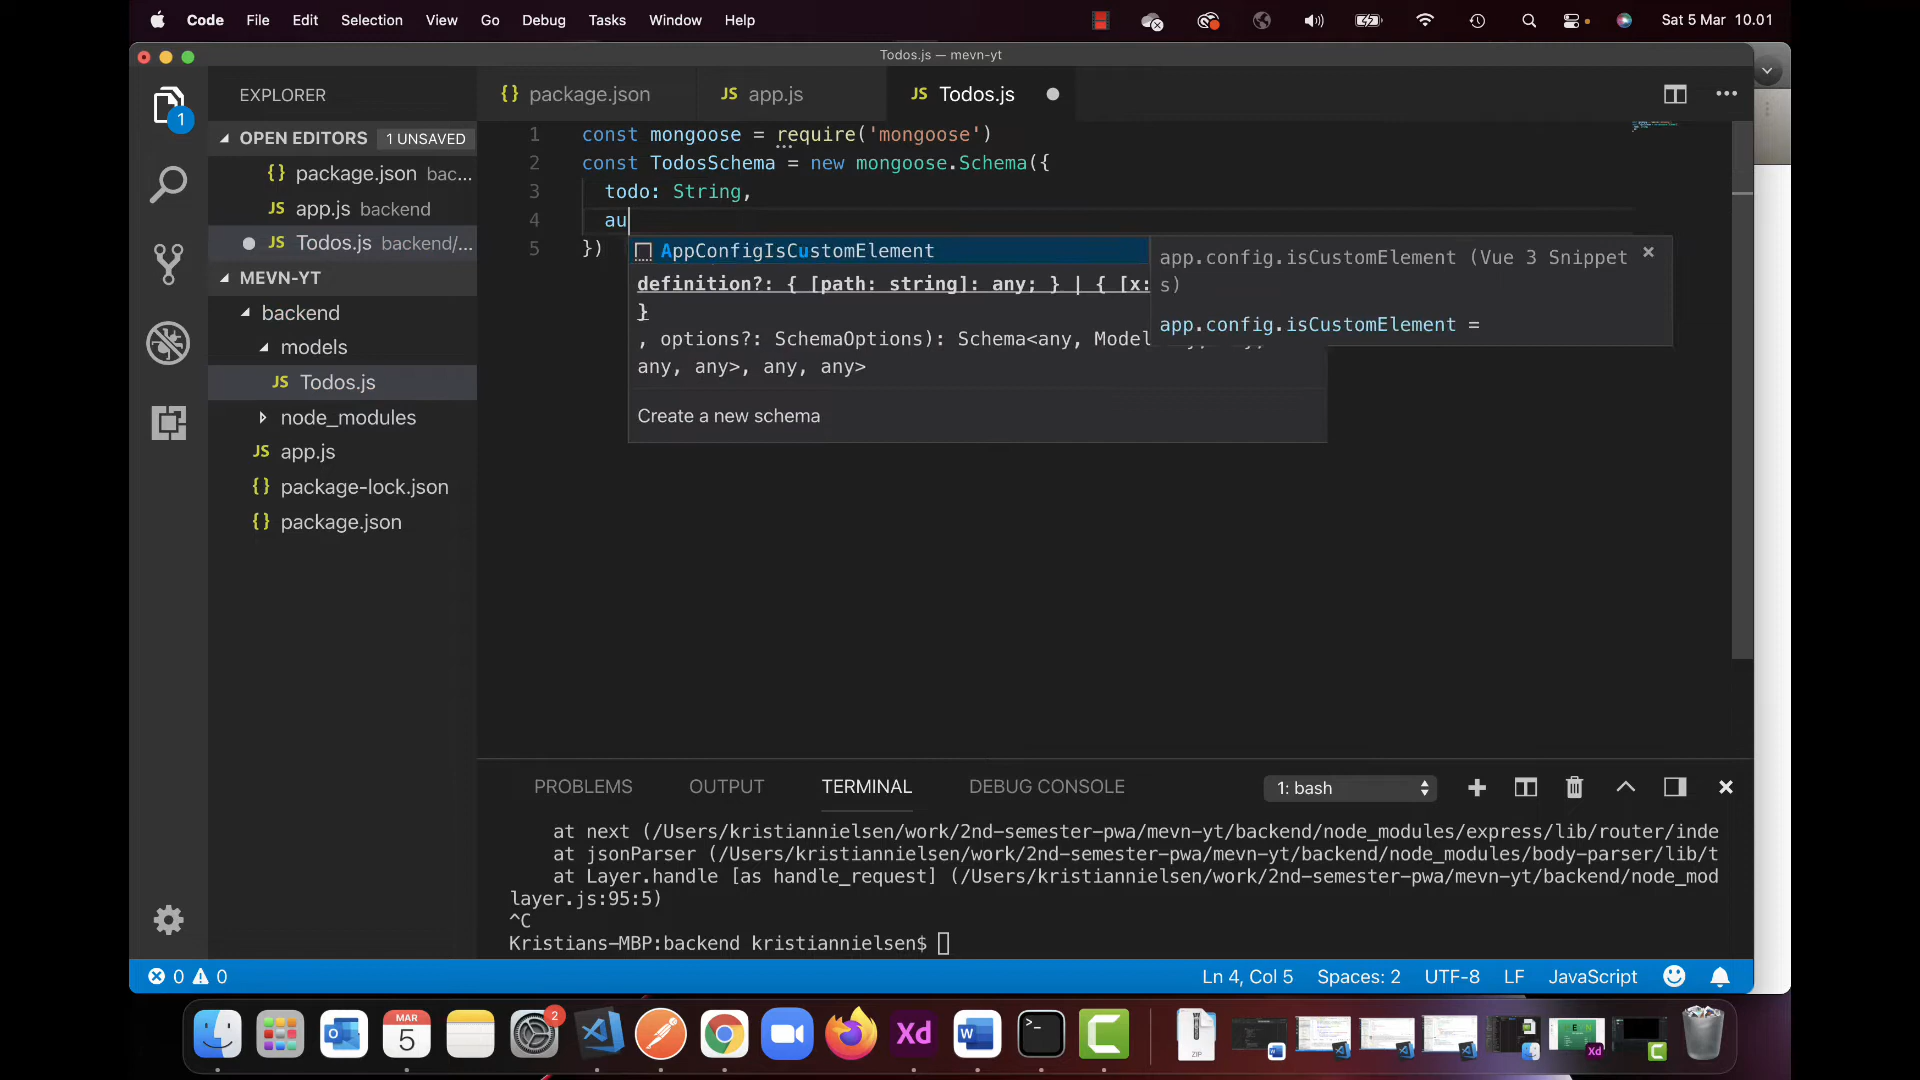 Code File Edit Selection View Go Debug Tasks Window Help Sat 5 Mar 10.01
Todos.js — mevn-yt
EXPLORER
OPEN EDITORS 1 UNSAVED
{} package.json bac...
JS app.js backend
JS Todos.js backend/...
MEVN-YT
backend
models
JS Todos.js
node_modules
JS app.js
{} package-lock.json
{} package.json
1
{} package.json JS app.js JS Todos.js
1 const mongoose = require('mongoose')
2 const TodosSchema = new mongoose.Schema({
3 todo: String,
4 au
5 })
AppConfigIsCustomElement
definition?: { [path: string]: any; } | { [x:
}
, options?: SchemaOptions): Schema<any, Model
any, any>, any, any>
Create a new schema
app.config.isCustomElement (Vue 3 Snippet
s)
app.config.isCustomElement =
PROBLEMS OUTPUT TERMINAL DEBUG CONSOLE 1: bash
at next (/Users/kristiannielsen/work/2nd-semester-pwa/mevn-yt/backend/node_modules/express/lib/router/inde
at jsonParser (/Users/kristiannielsen/work/2nd-semester-pwa/mevn-yt/backend/node_modules/body-parser/lib/t
at Layer.handle [as handle_request] (/Users/kristiannielsen/work/2nd-semester-pwa/mevn-yt/backend/node_mod
layer.js:95:5)
^C
Kristians-MBP:backend kristiannielsen$
0 0 Ln 4, Col 5 Spaces: 2 UTF-8 LF JavaScript
MAR
5
2
Xd
W
>_
C
ZIP
Xd